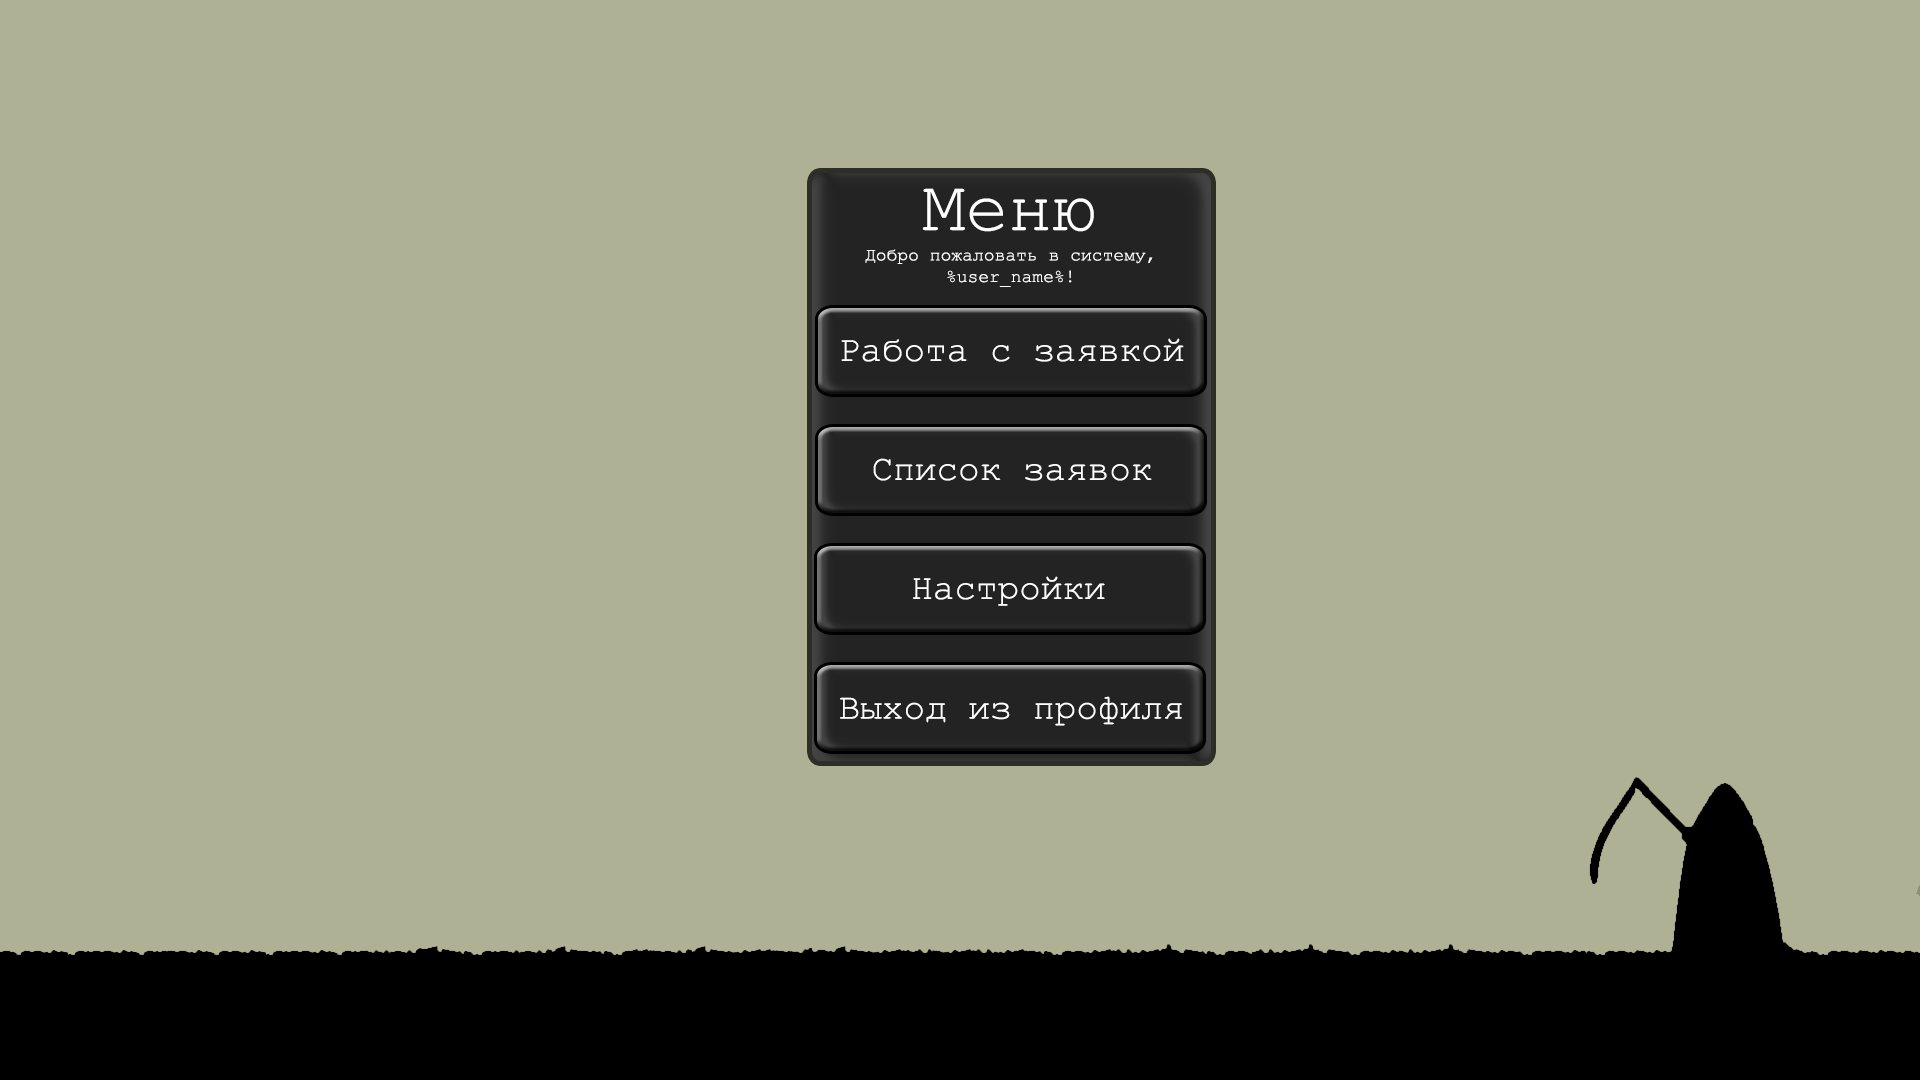 Меню
Добро пожаловать в систему,
%user_name%!
Работа с заявкой
Список заявок
Настройки
Выход из профиля